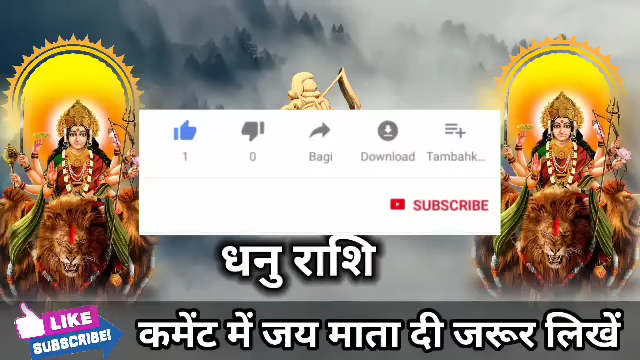 1 0 Bagi Download Tambahk...
SUBSCRIBE
धनु राशि
LIKE
SUBSCRIBE!
कमेंट में जय माता दी जरूर लिखें